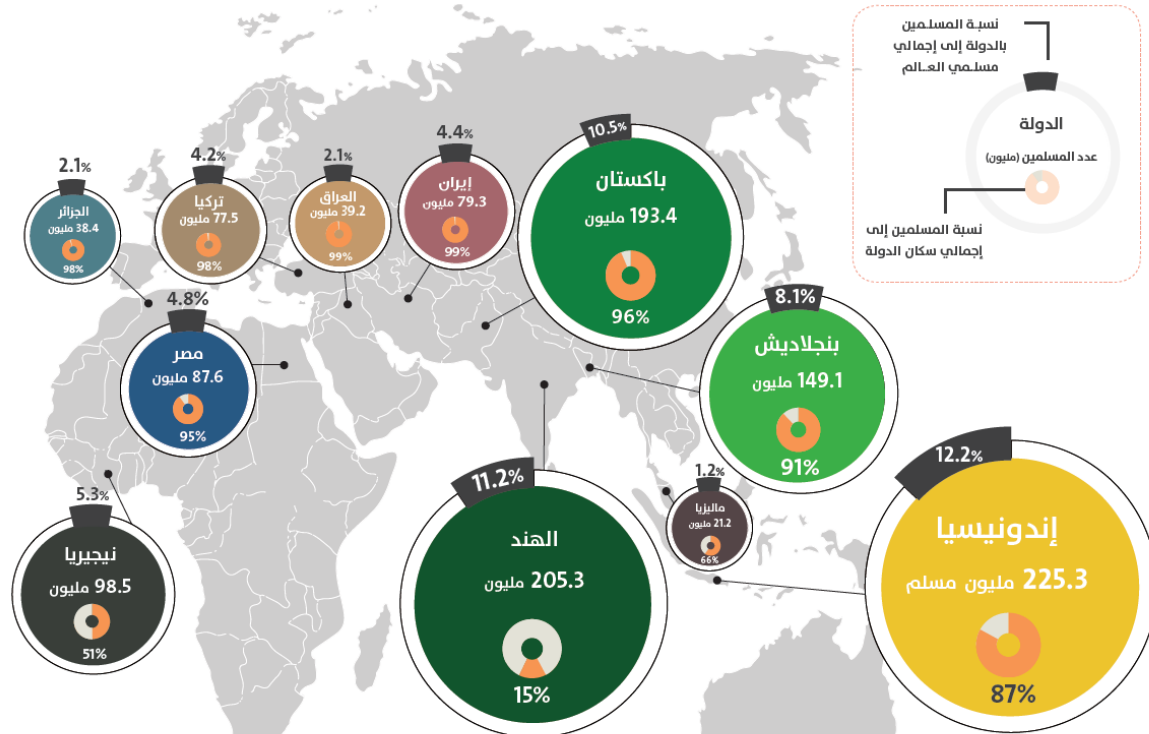 نسبـة المسلـمين
بالدولة إلى إجمالي
مسلـمي العـالم
الدولة
عدد المسلمين (مليون)
نسبة المسلمين إلى
إجمالي سكان الدولة
10.5%
باكستان
193.4 مليون
96%
4.4%
إيران
79.3 مليون
99%
2.1%
العراق
39.2 مليون
99%
4.2%
تركيا
77.5 مليون
98%
2.1%
الجزائر
38.4 مليون
98%
8.1%
بنجلاديش
149.1 مليون
91%
4.8%
مصر
87.6 مليون
95%
12.2%
إندونيسيا
225.3 مليون مسلم
87%
1.2%
ماليزيا
21.2 مليون
66%
11.2%
الهند
205.3 مليون
15%
5.3%
نيجيريا
98.5 مليون
51%